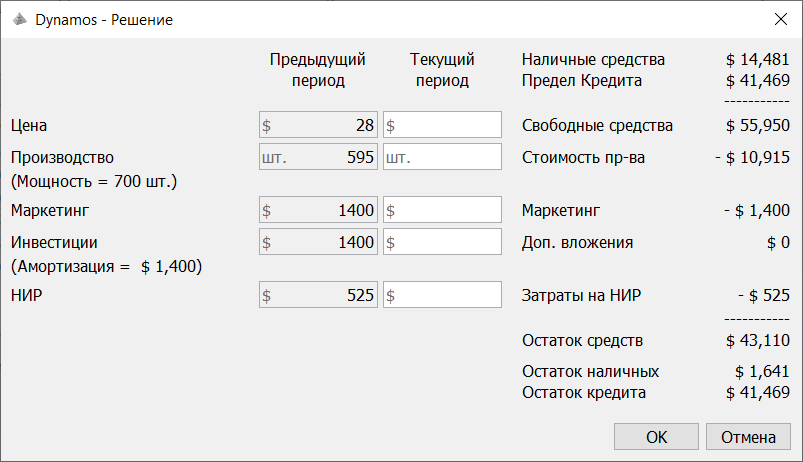 Dynamos - Решение
Предыдущий период
Текущий период
Наличные средства $ 14,481
Предел Кредита $ 41,469
-----------
Цена $ 28 $
Свободные средства $ 55,950
Производство шт. 595 шт.
Стоимость пр-ва - $ 10,915
(Мощность = 700 шт.)
Маркетинг $ 1400 $
Маркетинг - $ 1,400
Инвестиции $ 1400 $
Доп. вложения $ 0
(Амортизация = $ 1,400)
НИР $ 525 $
Затраты на НИР - $ 525
-----------
Остаток средств $ 43,110
Остаток наличных $ 1,641
Остаток кредита $ 41,469
OK
Отмена